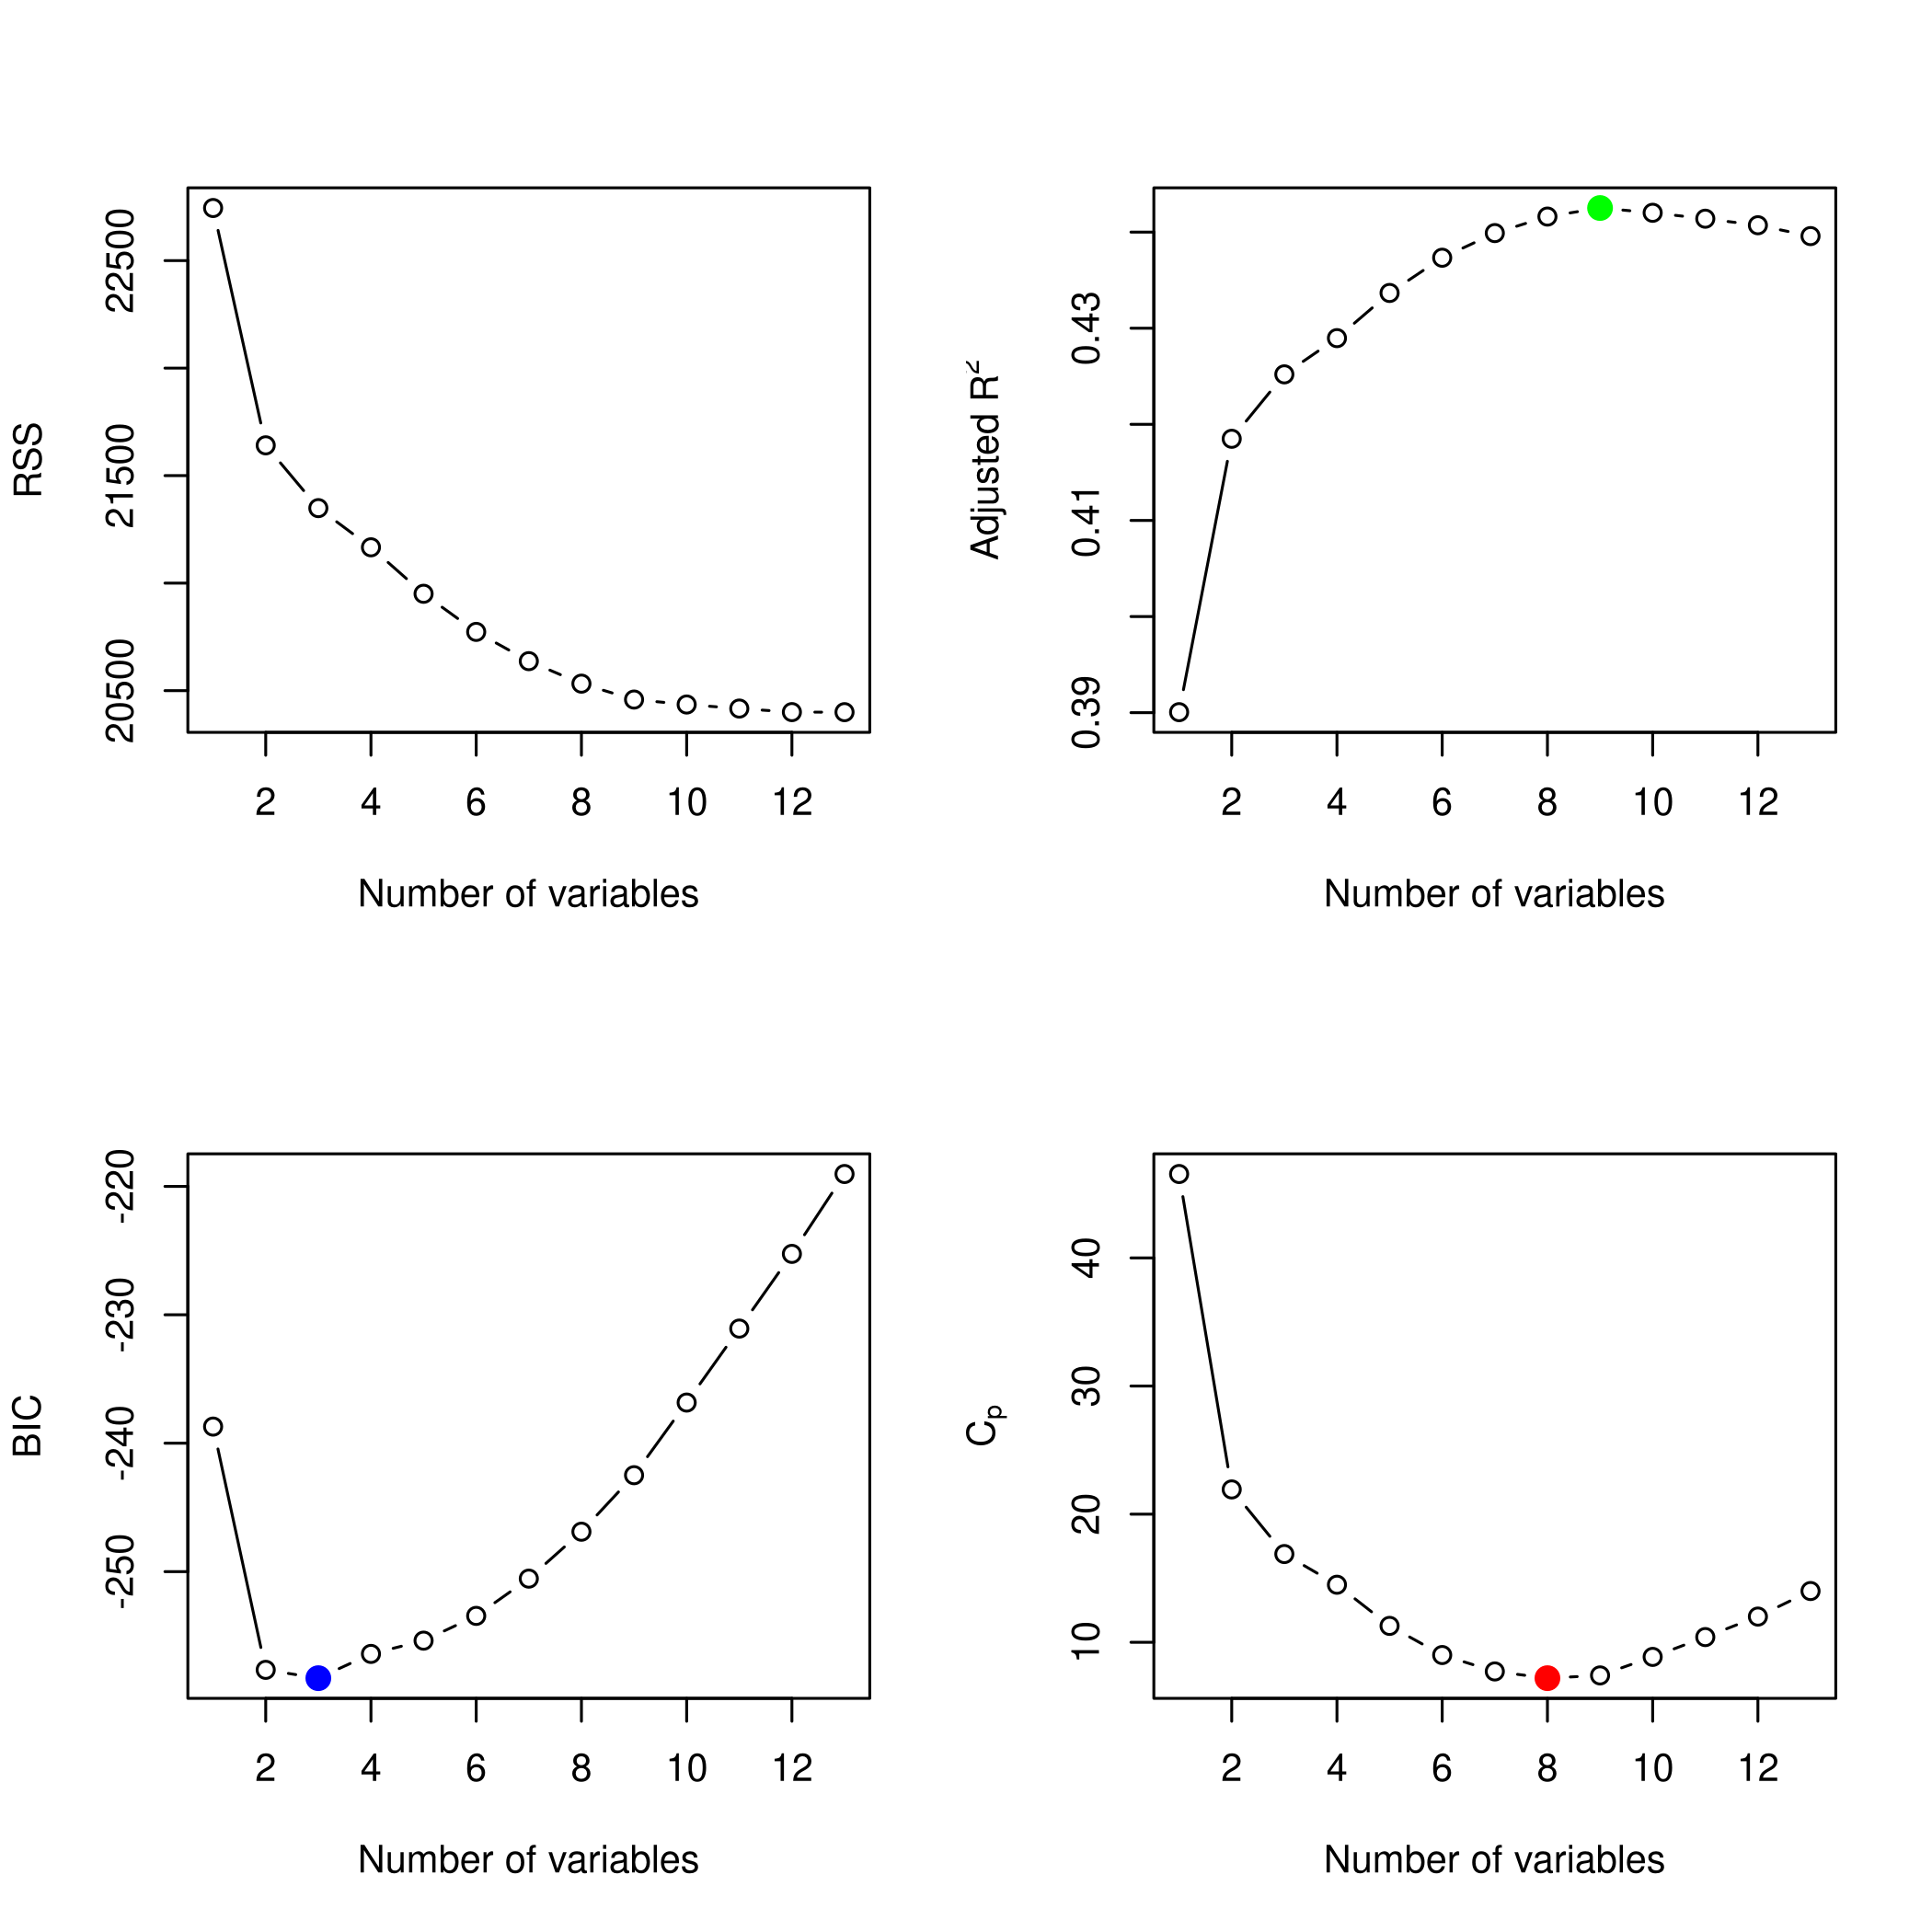 RSS
22500
21500
20500
2 4 6 8 10 12
Number of variables
Adjusted R²
0.43
0.41
0.39
2 4 6 8 10 12
Number of variables
BIC
-220
-230
-240
-250
2 4 6 8 10 12
Number of variables
Cp
40
30
20
10
2 4 6 8 10 12
Number of variables